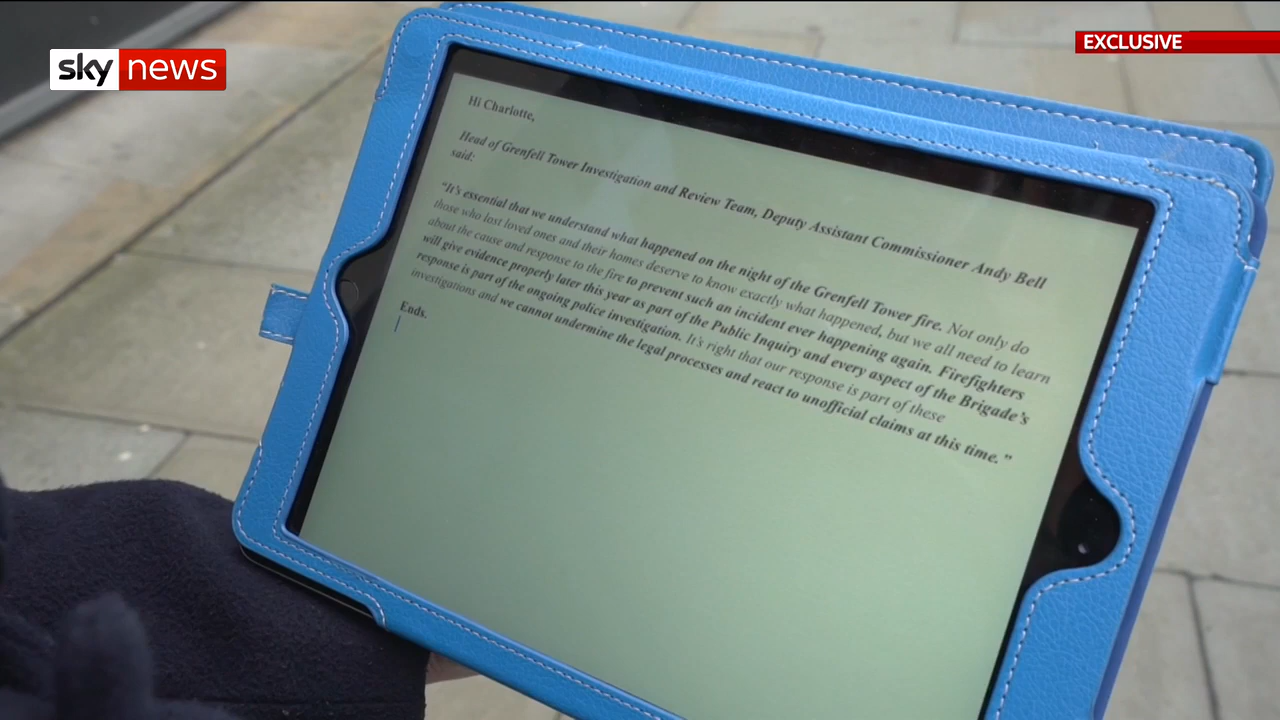 sky news
EXCLUSIVE
Hi Charlotte,
Head of Grenfell Tower Investigation and Review Team, Deputy Assistant Commissioner Andy Bell
said:
“It's essential that we understand what happened on the night of the Grenfell Tower fire. Not only do
those who lost loved ones and their homes deserve to know exactly what happened, but we all need to learn
about the cause and response to the fire to prevent such an incident ever happening again. Firefighters
will give evidence properly later this year as part of the Public Inquiry and every aspect of the Brigade's
response is part of the ongoing police investigation. It's right that our response is part of these
investigations and we cannot undermine the legal processes and react to unofficial claims at this time. ”
Ends.